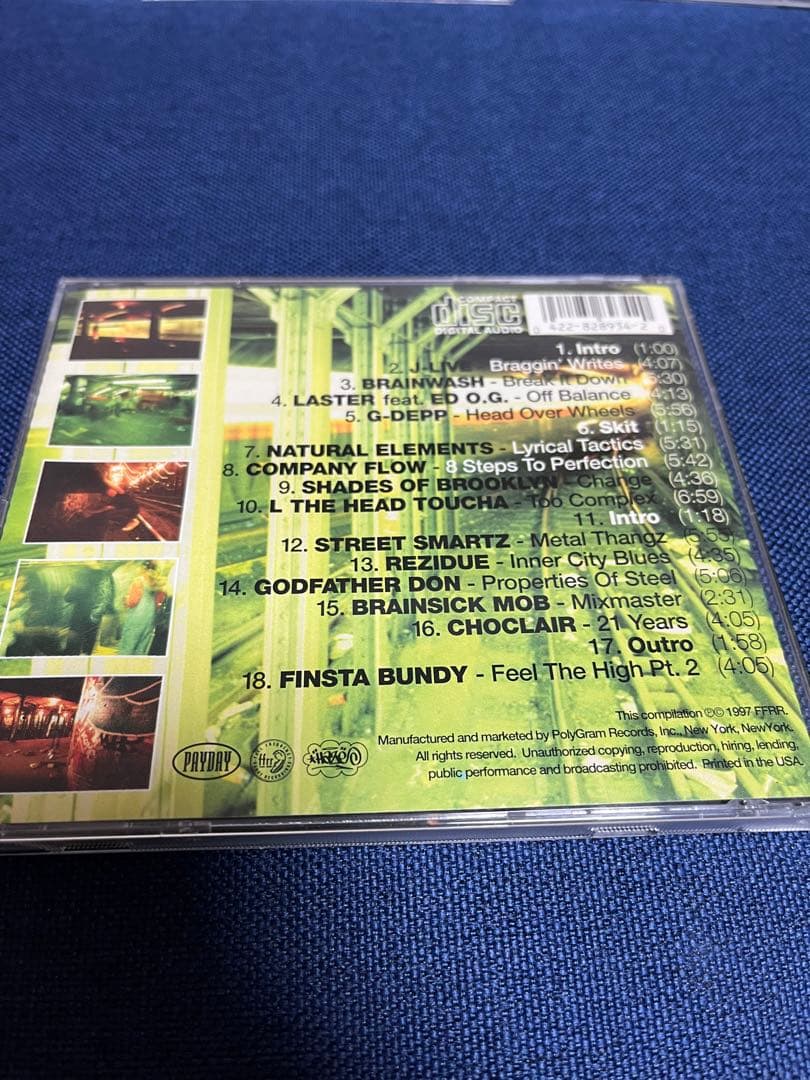 COMPACT
disc
DIGITAL AUDIO
0 422-828934-2 0
1. Intro (1:00)
2. J-LIVE - Braggin' Writes (4:07)
3. BRAINWASH - Break It Down (5:30)
4. LASTER feat. ED O.G. - Off Balance (4:13)
5. G-DEPP - Head Over Wheels (5:56)
6. Skit (1:15)
7. NATURAL ELEMENTS - Lyrical Tactics (5:31)
8. COMPANY FLOW - 8 Steps To Perfection (5:42)
9. SHADES OF BROOKLYN - Change (4:36)
10. L THE HEAD TOUCHA - Too Complex (6:59)
11. Intro (1:18)
12. STREET SMARTZ - Metal Thangz
13. REZIDUE - Inner City Blues (4:35)
14. GODFATHER DON - Properties Of Steel (5:06)
15. BRAINSICK MOB - Mixmaster (2:31)
16. CHOCLAIR - 21 Years (4:05)
17. Outro (1:58)
18. FINSTA BUNDY - Feel The High Pt. 2 (4:05)
This compilation ℗© 1997 FFRR.
Manufactured and marketed by PolyGram Records, Inc., New York, NewYork.
All rights reserved. Unauthorized copying, reproduction, hiring, lending,
public performance and broadcasting prohibited. Printed in the USA.
PAYDAY
ffrr